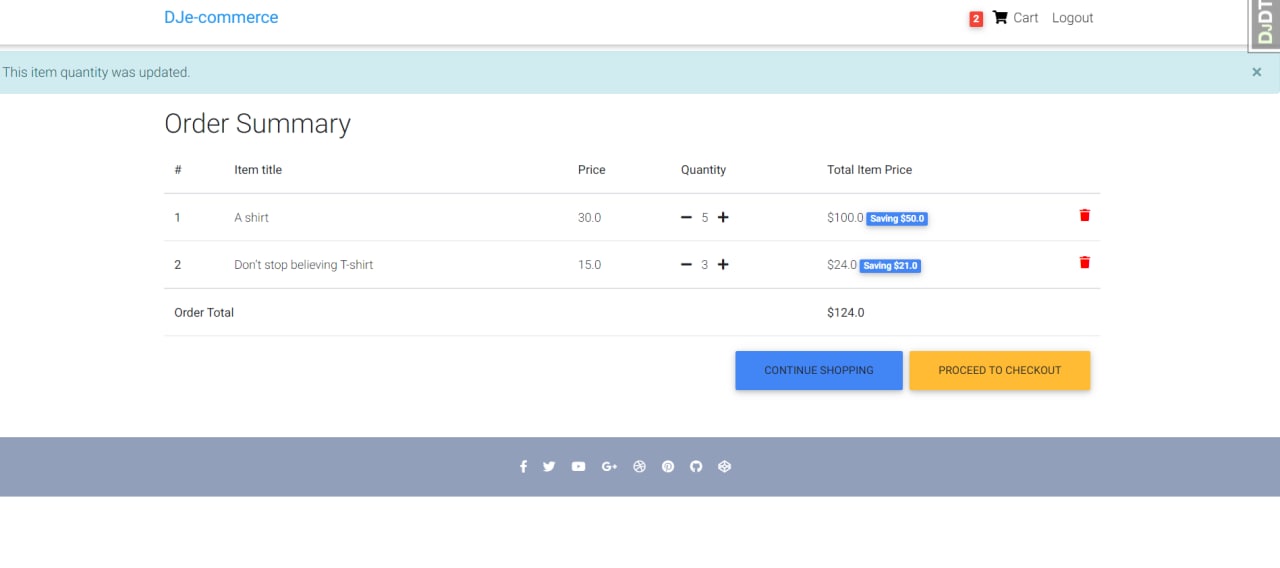 DJe-commerce 2 Cart Logout
DJDT
This item quantity was updated. ×
Order Summary
# Item title Price Quantity Total Item Price
1 A shirt 30.0 − 5 + $100.0 Saving $50.0
2 Don't stop believing T-shirt 15.0 − 3 + $24.0 Saving $21.0
Order Total $124.0
CONTINUE SHOPPING PROCEED TO CHECKOUT